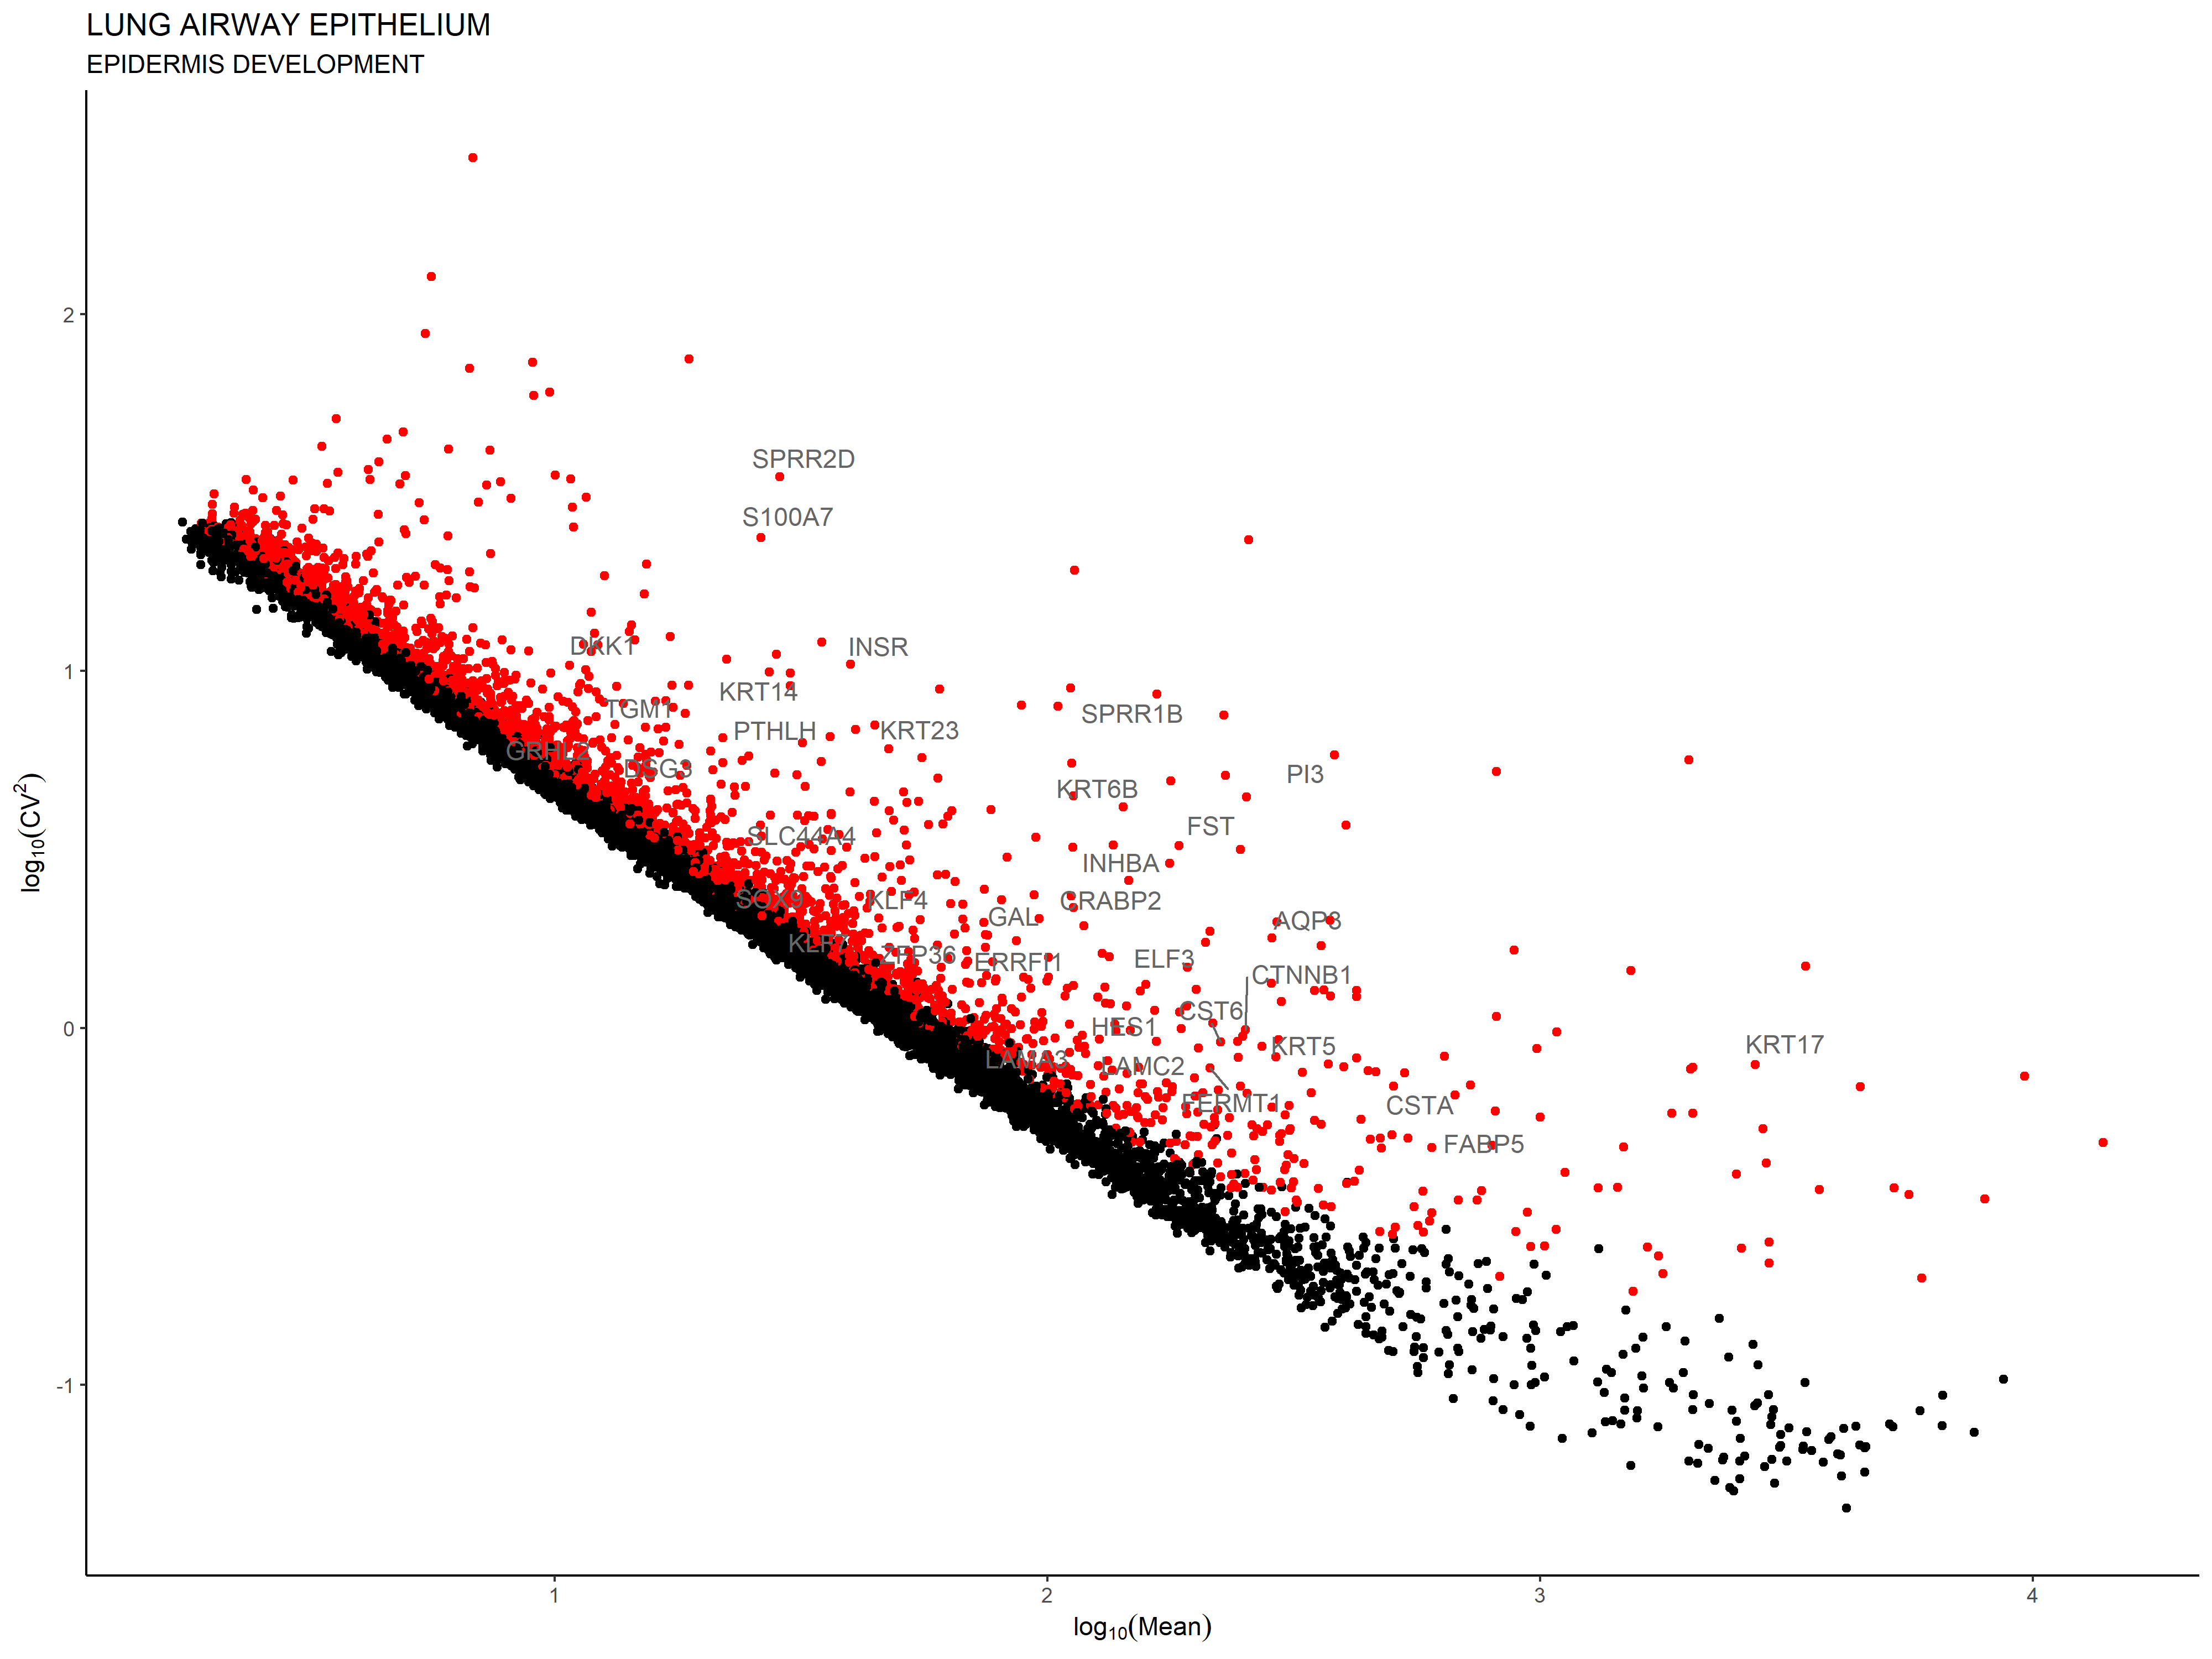 LUNG AIRWAY EPITHELIUM
EPIDERMIS DEVELOPMENT
2
SPRR2D
S100A7
DKK1
INSR
1
KRT14
TGM1
SPRR1B
PTHLH
KRT23
GRHL2
DSG3
PI3
KRT6B
FST
SLC44A4
log10(CV2)
INHBA
SOX9
KLF4
CRABP2
GAL
AQP3
KLF7
ZFP36
ERRFI1
ELF3
CTNNB1
CST6
0
HES1
KRT5
KRT17
LAMA3
LAMC2
FERMT1
CSTA
FABP5
-1
1
2
3
4
log10(Mean)